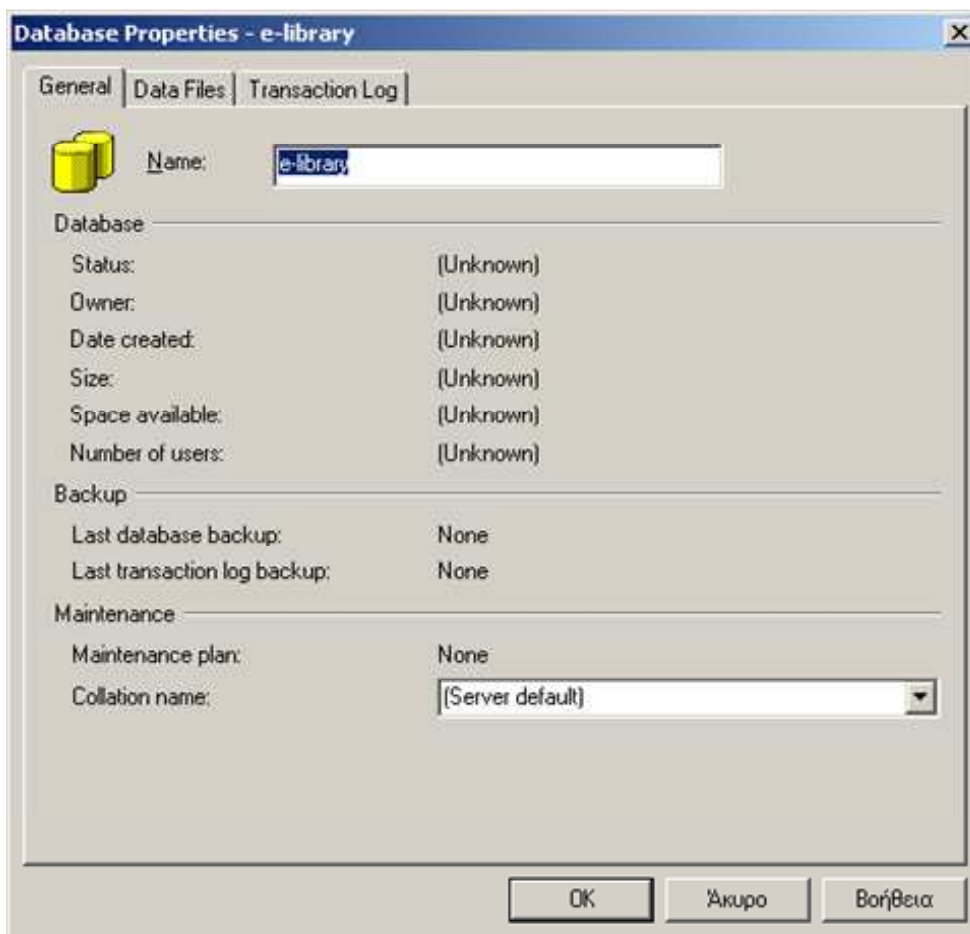 Database Properties - e-library
General Data Files Transaction Log
Name: e-library
Database
Status: (Unknown)
Owner: (Unknown)
Date created: (Unknown)
Size: (Unknown)
Space available: (Unknown)
Number of users: (Unknown)
Backup
Last database backup: None
Last transaction log backup: None
Maintenance
Maintenance plan: None
Collation name: (Server default)
OK Άκυρο Βοήθεια